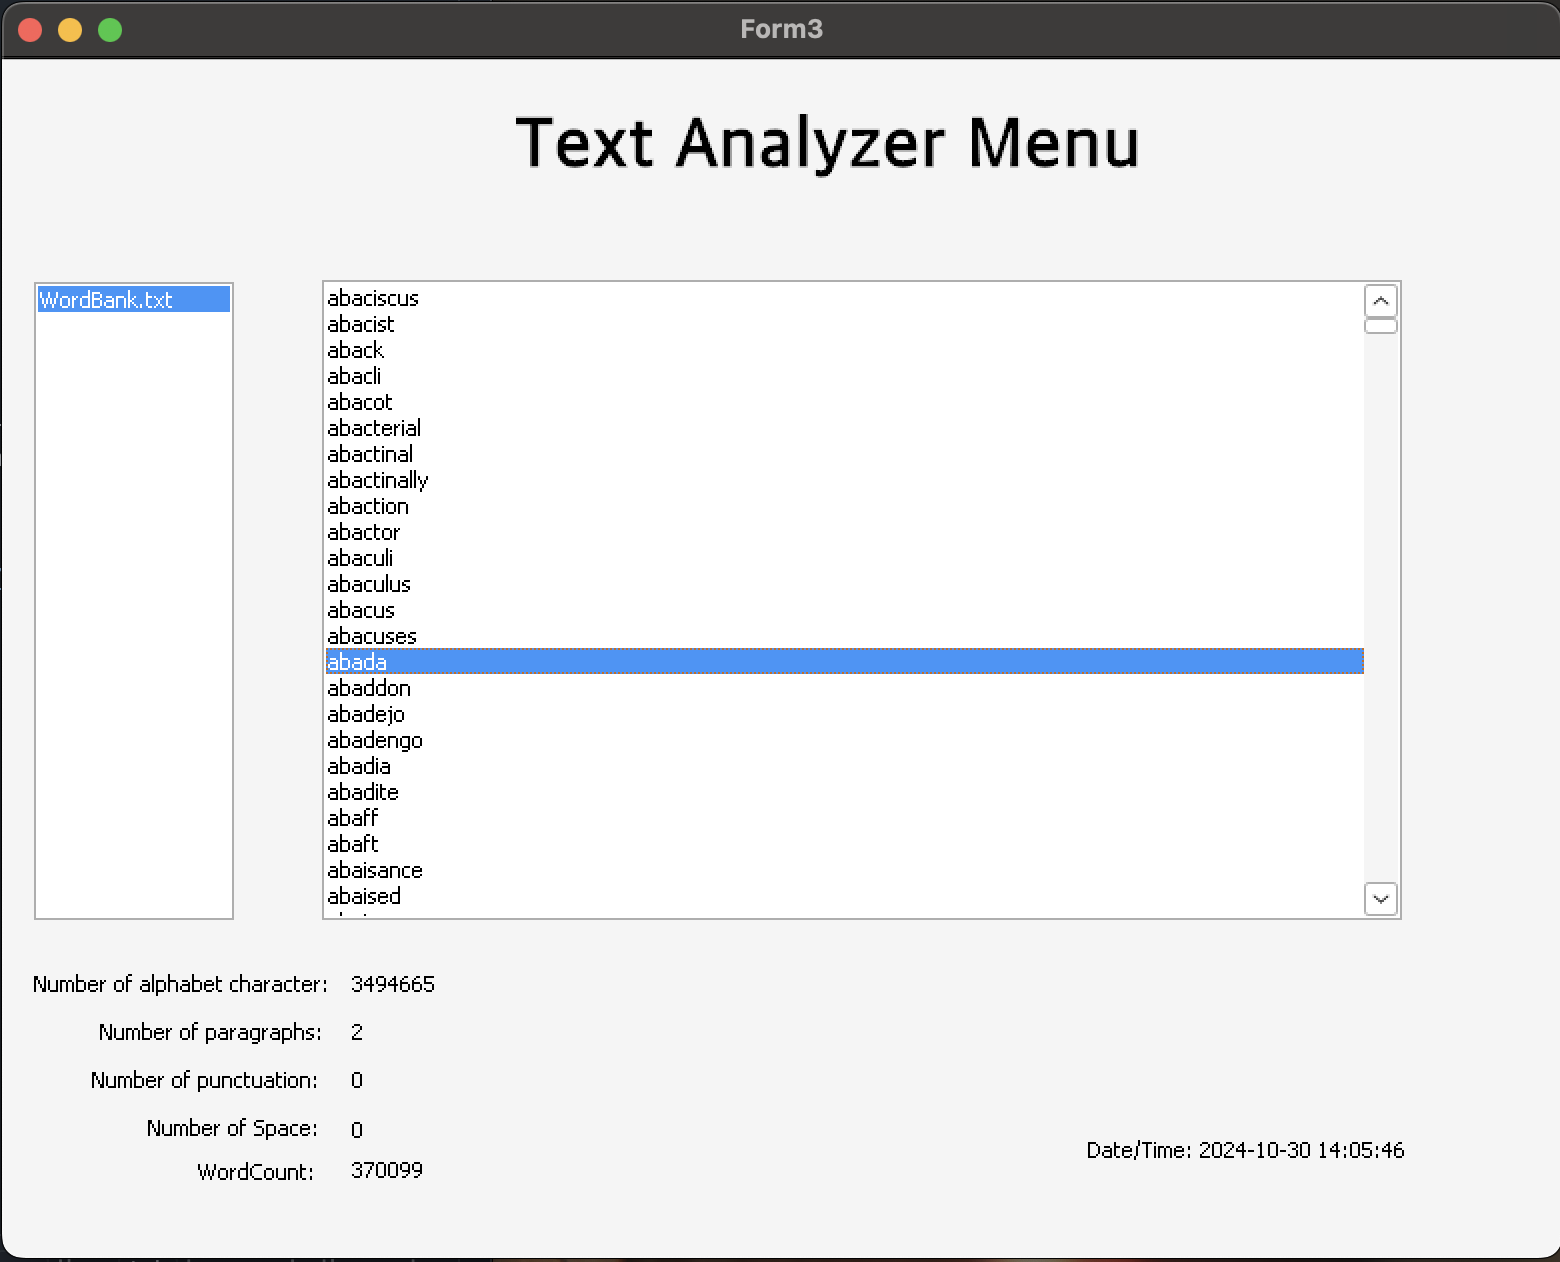 Form3
Text Analyzer Menu
WordBank.txt
abaciscus
abacist
aback
abacli
abacot
abacterial
abactinal
abactinally
abaction
abactor
abaculi
abaculus
abacus
abacuses
abada
abaddon
abadejo
abadengo
abadia
abadite
abaff
abaft
abaisance
abaised
Number of alphabet character: 3494665
Number of paragraphs: 2
Number of punctuation: 0
Number of Space: 0
Date/Time: 2024-10-30 14:05:46
WordCount: 370099